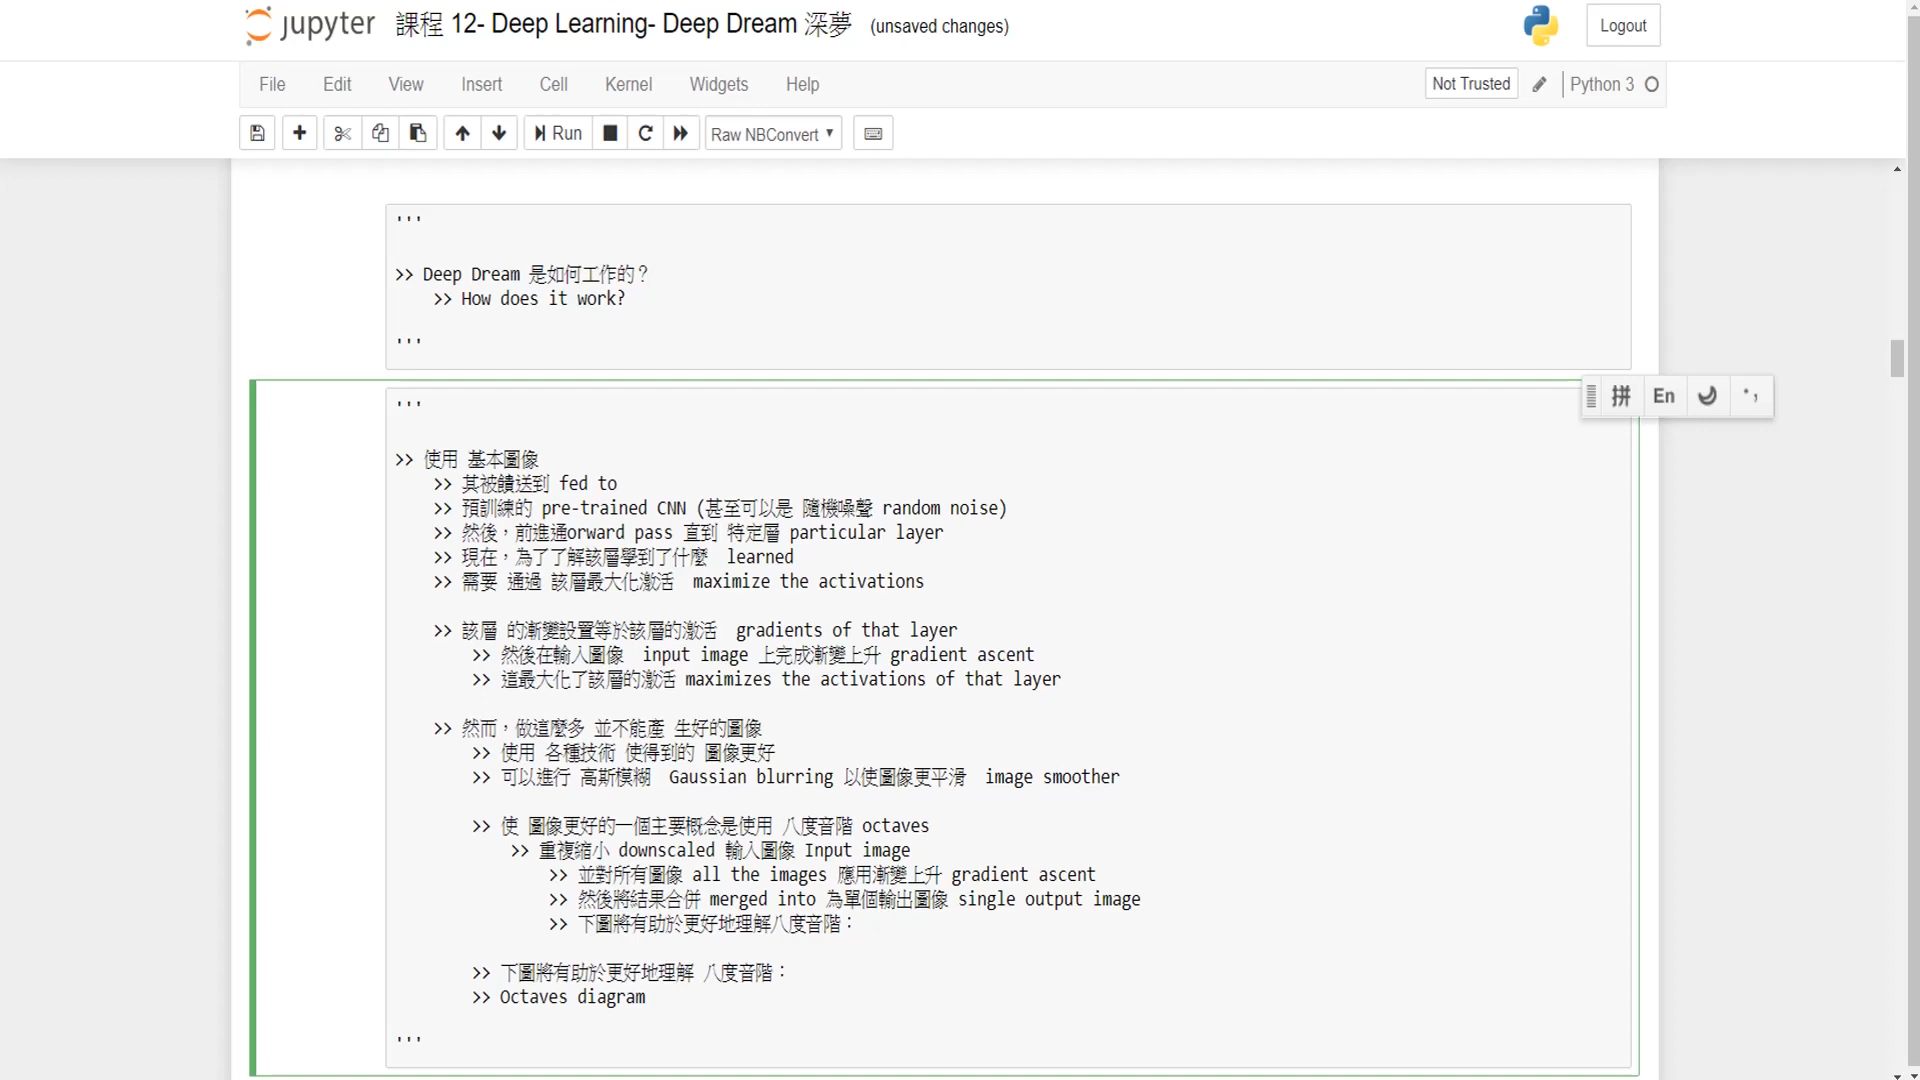 jupyter 課程 12- Deep Learning- Deep Dream 深夢 (unsaved changes) Logout
File Edit View Insert Cell Kernel Widgets Help Not Trusted Python 3
Run Raw NBConvert
'''
>> Deep Dream 是如何工作的？
>> How does it work?
'''
拼 En
'''
>> 使用 基本圖像
>> 其被饋送到 fed to
>> 預訓練的 pre-trained CNN (甚至可以是 隨機噪聲 random noise)
>> 然後，前進通orward pass 直到 特定層 particular layer
>> 現在，為了了解該層學到了什麼 learned
>> 需要 通過 該層最大化激活 maximize the activations
>> 該層 的漸變設置等於該層的激活 gradients of that layer
>> 然後在輸入圖像 input image 上完成漸變上升 gradient ascent
>> 這最大化了該層的激活 maximizes the activations of that layer
>> 然而，做這麼多 並不能產 生好的圖像
>> 使用 各種技術 使得到的 圖像更好
>> 可以進行 高斯模糊 Gaussian blurring 以使圖像更平滑 image smoother
>> 使 圖像更好的一個主要概念是使用 八度音階 octaves
>> 重複縮小 downscaled 輸入圖像 Input image
>> 並對所有圖像 all the images 應用漸變上升 gradient ascent
>> 然後將結果合併 merged into 為單個輸出圖像 single output image
>> 下圖將有助於更好地理解八度音階：
>> 下圖將有助於更好地理解 八度音階：
>> Octaves diagram
'''